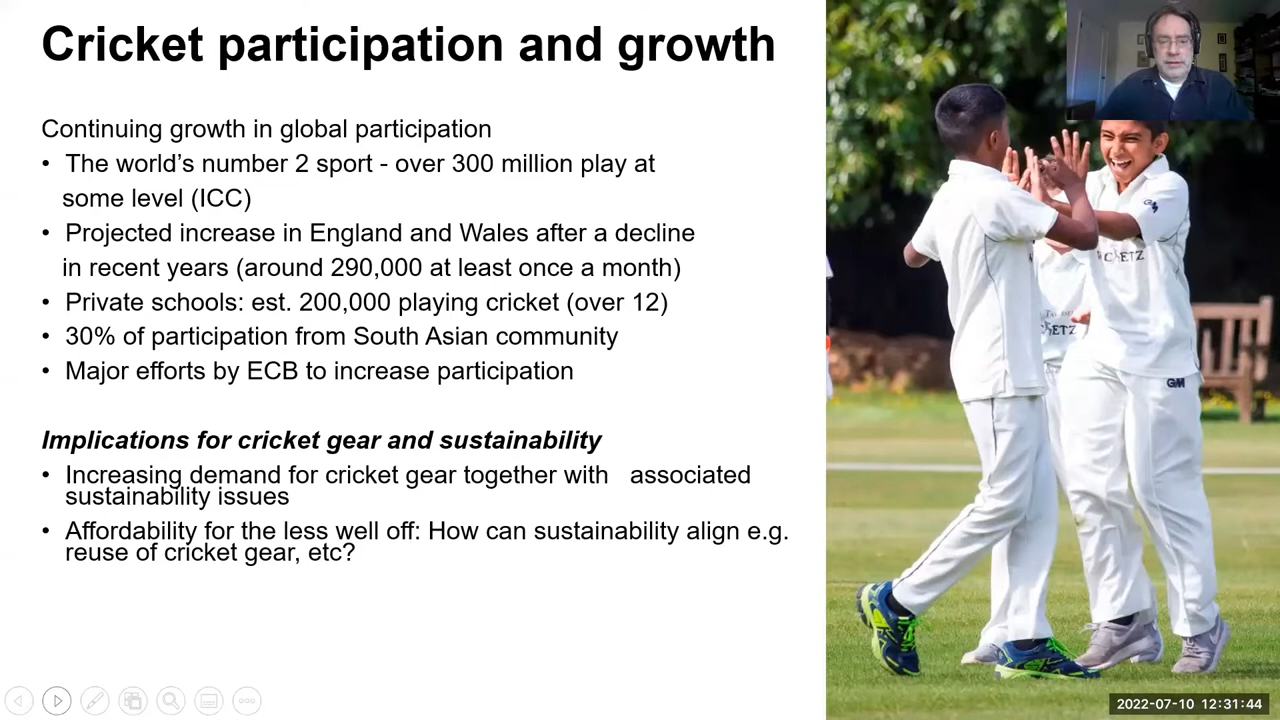 Cricket participation and growth
Continuing growth in global participation
• The world’s number 2 sport - over 300 million play at
some level (ICC)
• Projected increase in England and Wales after a decline
in recent years (around 290,000 at least once a month)
• Private schools: est. 200,000 playing cricket (over 12)
• 30% of participation from South Asian community
• Major efforts by ECB to increase participation
Implications for cricket gear and sustainability
• Increasing demand for cricket gear together with associated
sustainability issues
• Affordability for the less well off: How can sustainability align e.g.
reuse of cricket gear, etc?
GM
2022-07-10 12:31:44